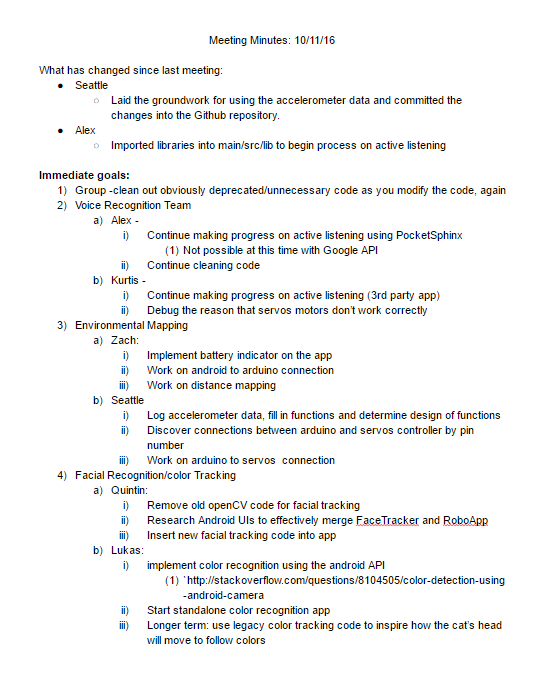 Meeting Minutes: 10/11/16
What has changed since last meeting:
● Seattle
○ Laid the groundwork for using the accelerometer data and committed the
changes into the Github repository.
● Alex
○ Imported libraries into main/src/lib to begin process on active listening
Immediate goals:
1) Group -clean out obviously deprecated/unnecessary code as you modify the code, again
2) Voice Recognition Team
a) Alex -
i) Continue making progress on active listening using PocketSphinx
(1) Not possible at this time with Google API
ii) Continue cleaning code
b) Kurtis -
i) Continue making progress on active listening (3rd party app)
ii) Debug the reason that servos motors don't work correctly
3) Environmental Mapping
a) Zach:
i) Implement battery indicator on the app
ii) Work on android to arduino connection
iii) Work on distance mapping
b) Seattle
i) Log accelerometer data, fill in functions and determine design of functions
ii) Discover connections between arduino and servos controller by pin
number
iii) Work on arduino to servos connection
4) Facial Recognition/color Tracking
a) Quintin:
i) Remove old openCV code for facial tracking
ii) Research Android UIs to effectively merge FaceTracker and RoboApp
iii) Insert new facial tracking code into app
b) Lukas:
i) implement color recognition using the android API
(1) `http://stackoverflow.com/questions/8104505/color-detection-using
-android-camera
ii) Start standalone color recognition app
iii) Longer term: use legacy color tracking code to inspire how the cat's head
will move to follow colors